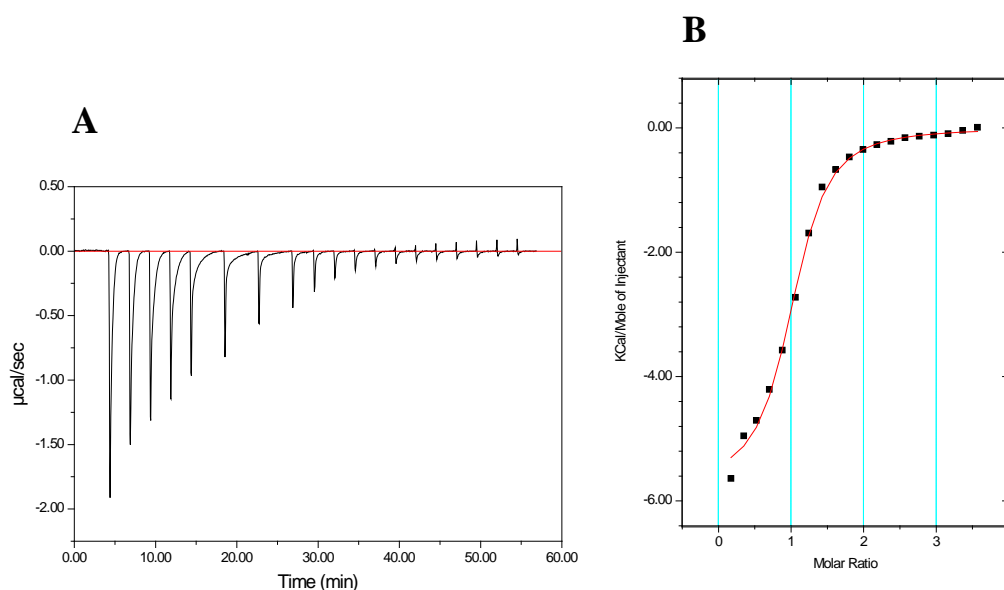 A
0.50
0.00
-0.50
-1.00
-1.50
-2.00
µcal/sec
0.00 10.00 20.00 30.00 40.00 50.00 60.00
Time (min)
B
0.00
-2.00
-4.00
-6.00
KCal/Mole of Injectant
0 1 2 3
Molar Ratio